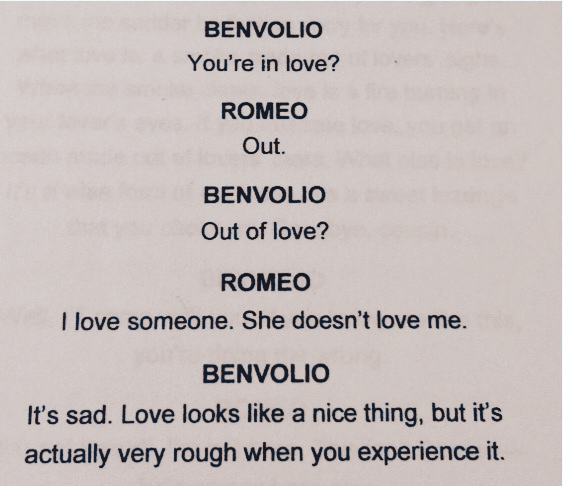 BENVOLIO
You're in love?
ROMEO
Out.
BENVOLIO
Out of love?
ROMEO
I love someone. She doesn't love me.
BENVOLIO
It's sad. Love looks like a nice thing, but it's
actually very rough when you experience it.